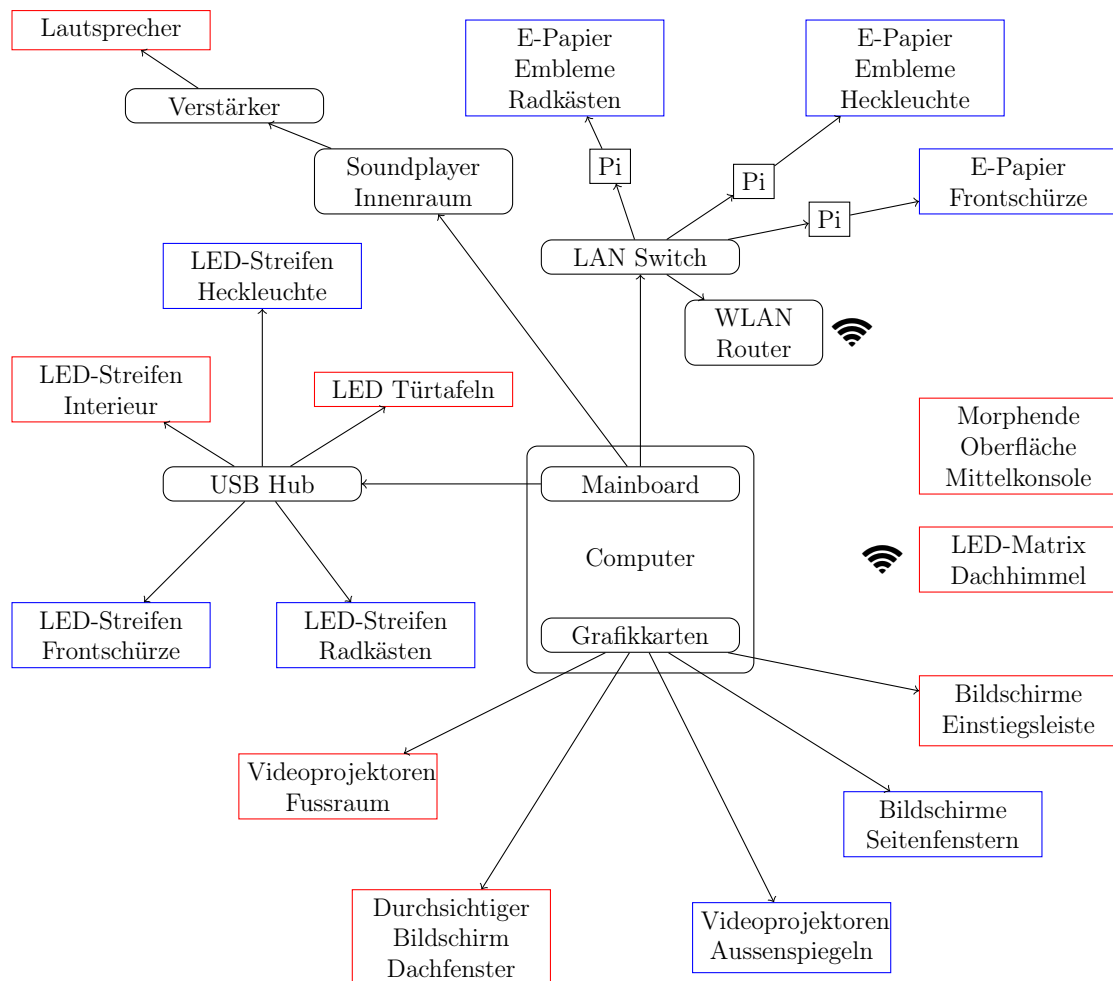 Lautsprecher
E-Papier
Embleme
Radkästen
E-Papier
Embleme
Heckleuchte
Verstärker
Soundplayer
Innenraum
Pi
Pi
Pi
E-Papier
Frontschürze
LAN Switch
LED-Streifen
Heckleuchte
WLAN
Router
LED-Streifen
Interieur
LED Türtafeln
Morphende
Oberfläche
Mittelkonsole
USB Hub
Mainboard
Computer
LED-Matrix
Dachhimmel
LED-Streifen
Frontschürze
LED-Streifen
Radkästen
Grafikkarten
Bildschirme
Einstiegsleiste
Videoprojektoren
Fussraum
Bildschirme
Seitenfenstern
Durchsichtiger
Bildschirm
Dachfenster
Videoprojektoren
Aussenspiegeln